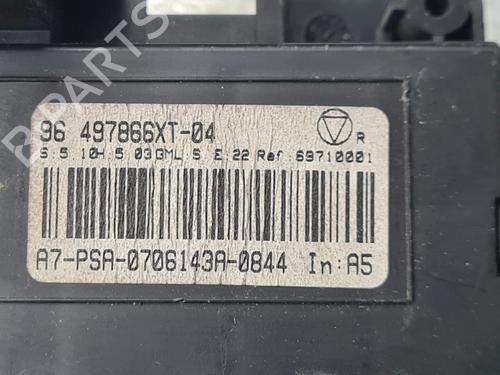 B-PARTS
96 497866XT-04
R
S:5 10H:5 03GML:S E:22 Ref:69710001
A7-PSA-0706143A-0844 In:A5